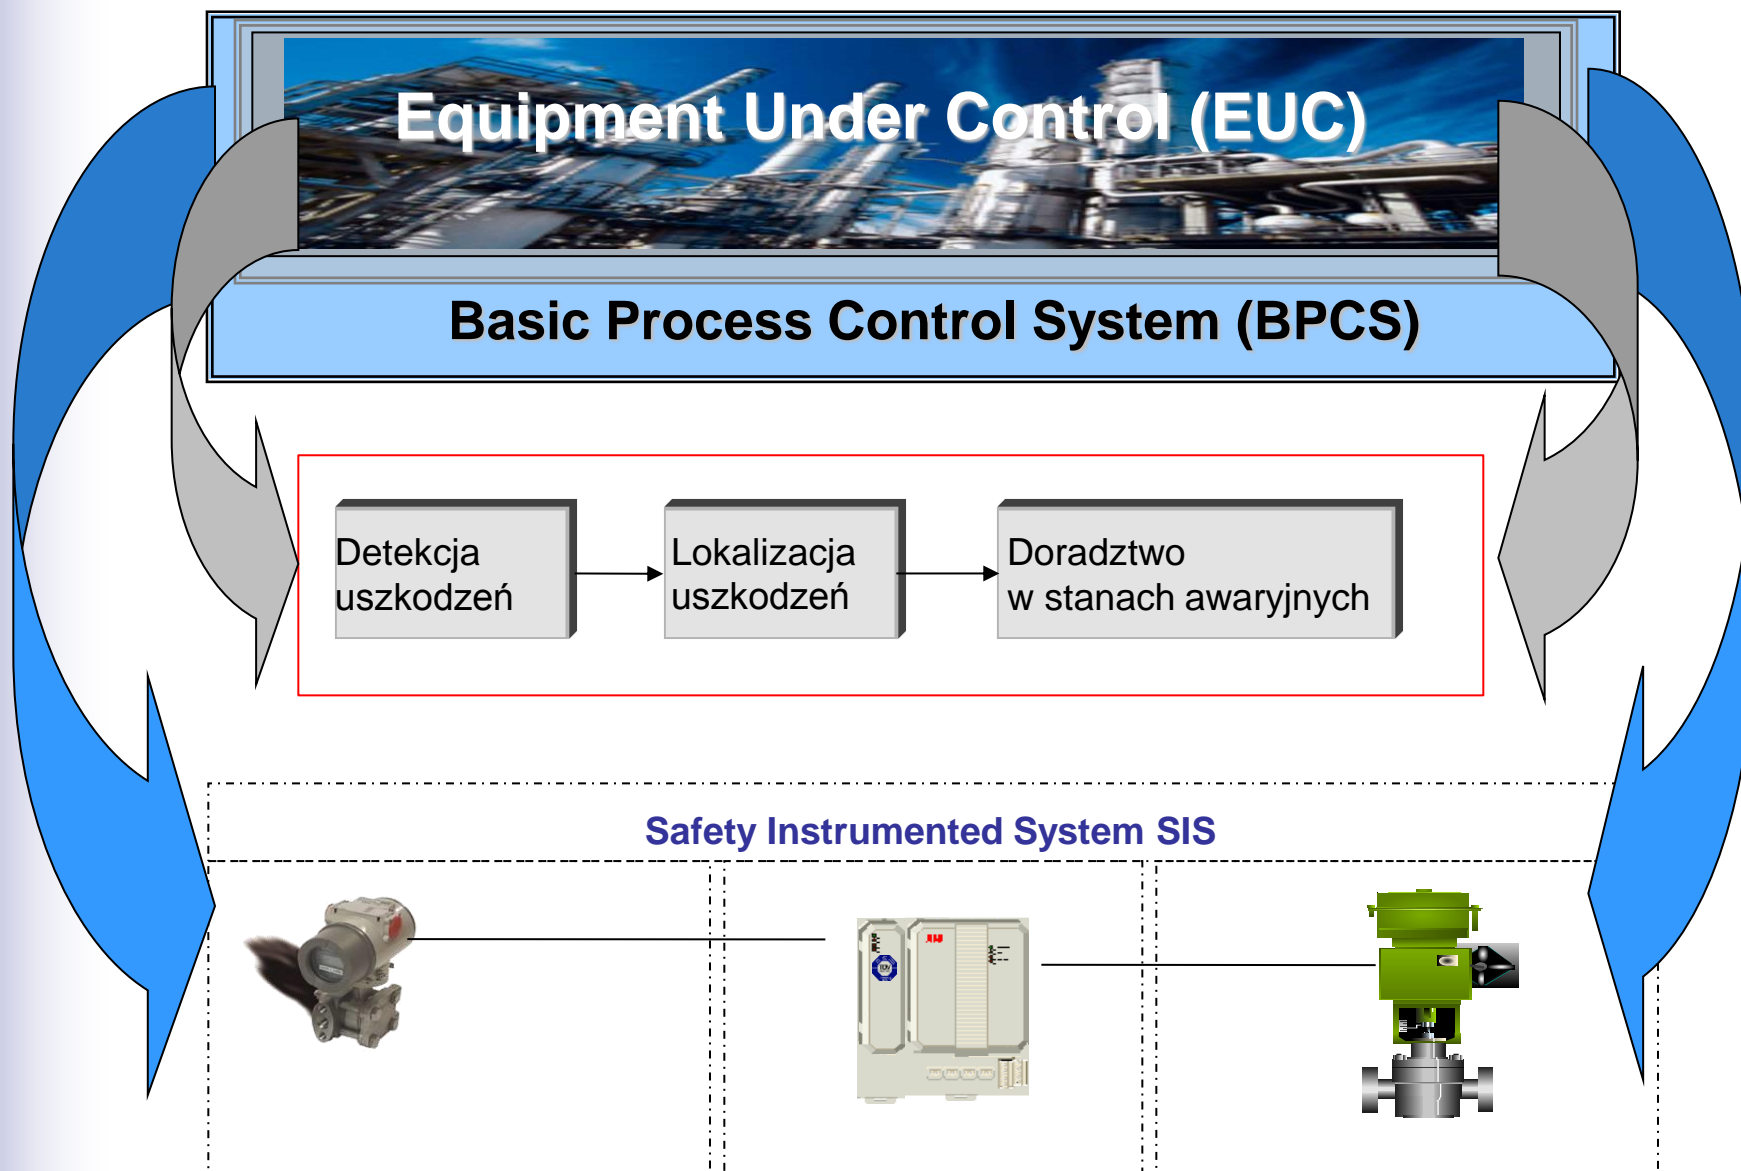 Equipment Under Control (EUC)
Basic Process Control System (BPCS)
Detekcja
uszkodzeń
Lokalizacja
uszkodzeń
Doradztwo
w stanach awaryjnych
Safety Instrumented System SIS